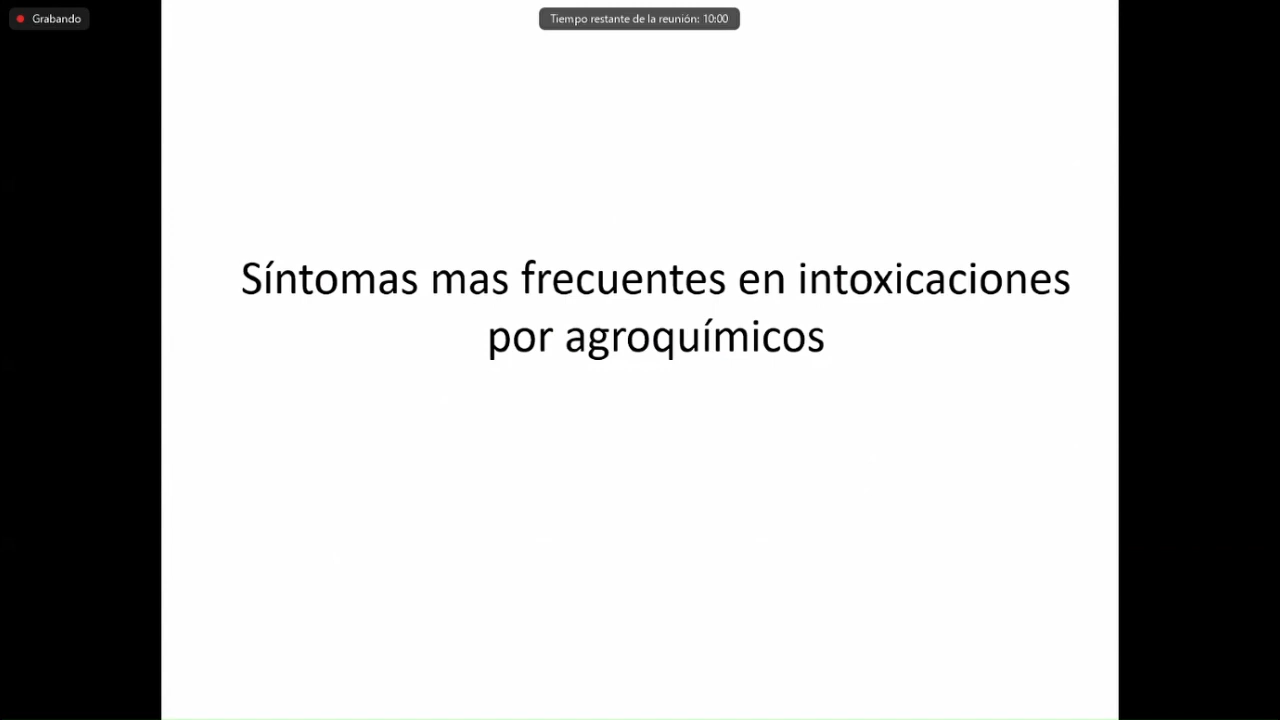 Grabando
Tiempo restante de la reunión: 10:00
Síntomas mas frecuentes en intoxicaciones
por agroquímicos